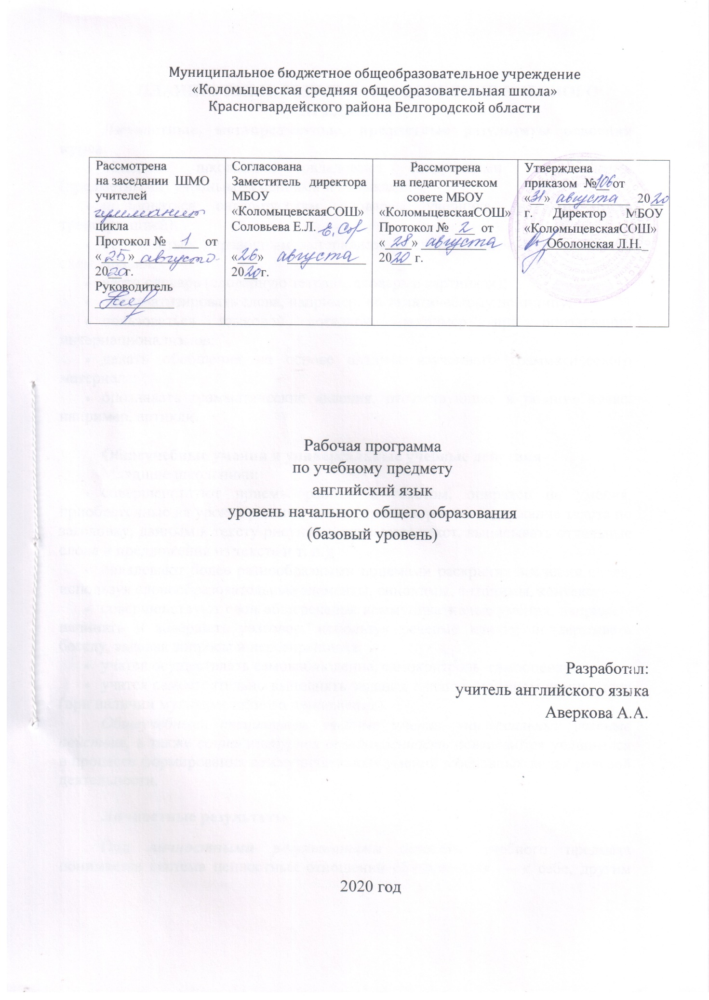 Муниципальное бюджетное общеобразовательное учреждение
«Коломыцевская средняя общеобразовательная школа»
Красногвардейского района Белгородской области
Рассмотрена
на заседании ШМО
учителей
цикла
Протокол № 1 от
«25» августа
2020 г.
Руководитель
Согласована
Заместитель директора
МБОУ
«КоломыцевскаяСОШ»
Соловьева Е.Л.
«26» августа
2020 г.
Рассмотрена
на педагогическом
совете МБОУ
«КоломыцевскаяСОШ»
Протокол № 2 от
«28» августа
2020 г.
Утверждена
приказом № 106 от
«31» августа 2020
г. Директор МБОУ
«КоломыцевскаяСОШ»
Оболонская Л.Н.
Рабочая программа
по учебному предмету
английский язык
уровень начального общего образования
(базовый уровень)
Разработал:
учитель английского языка
Аверкова А.А.
2020 год